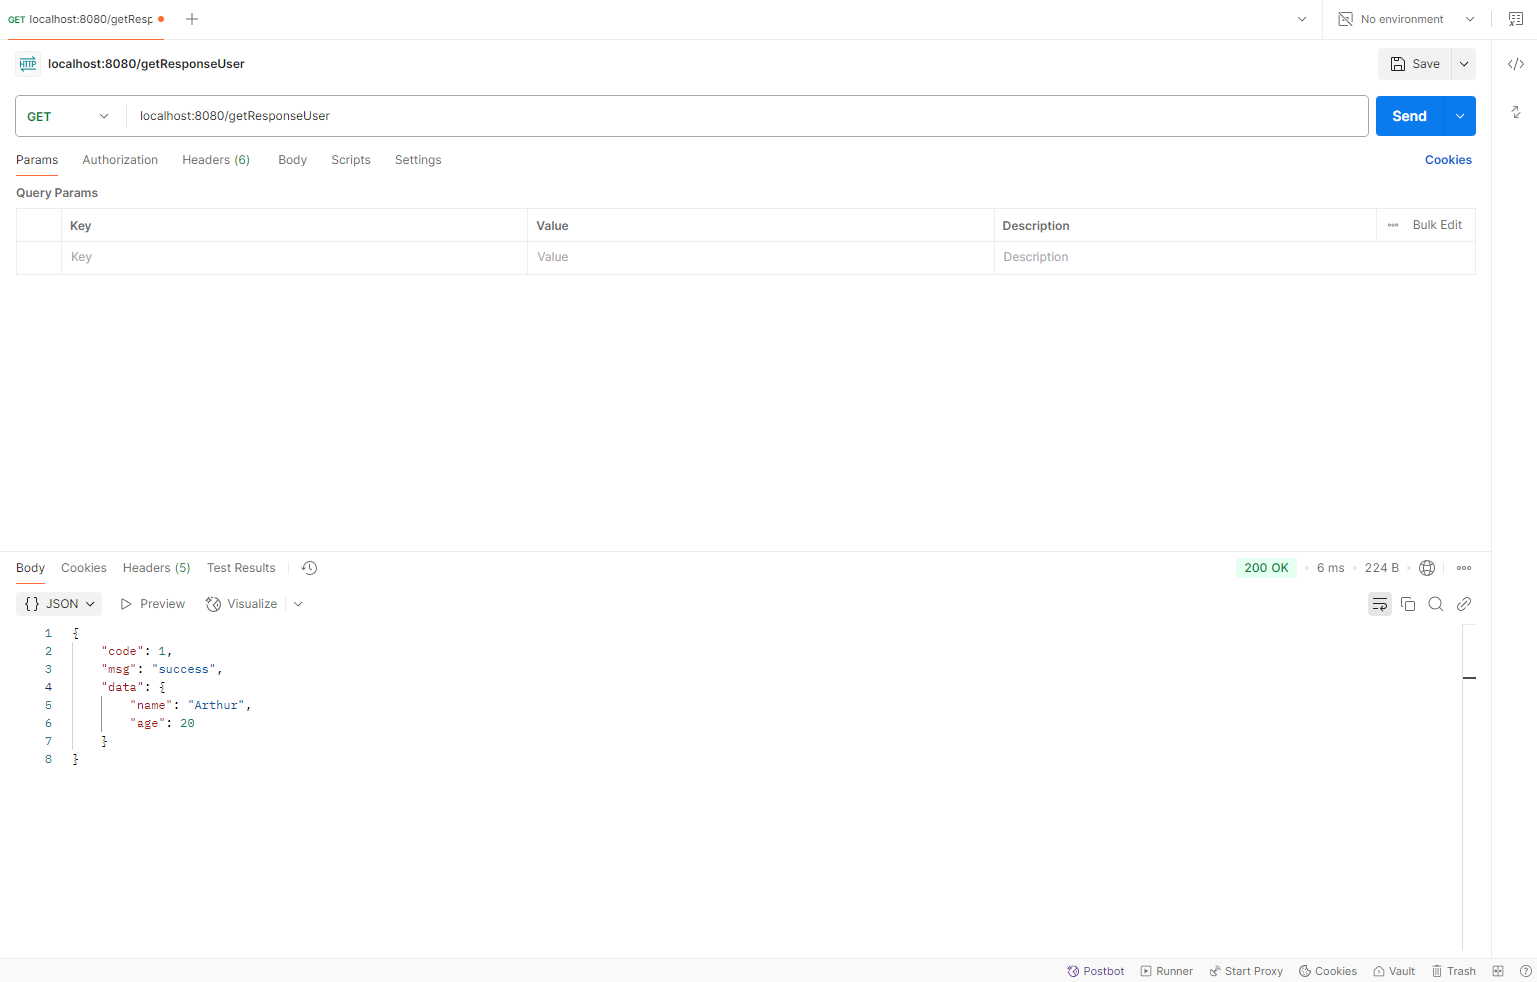 GET localhost:8080/getResp
No environment
HTTP localhost:8080/getResponseUser
Save
GET localhost:8080/getResponseUser
Send
Params Authorization Headers (6) Body Scripts Settings Cookies
Query Params
Key Value Description Bulk Edit
Key Value Description
Body Cookies Headers (5) Test Results 200 OK • 6 ms • 224 B •
{} JSON Preview Visualize
1 {
2 "code": 1,
3 "msg": "success",
4 "data": {
5 "name": "Arthur",
6 "age": 20
7 }
8 }
Postbot Runner Start Proxy Cookies Vault Trash